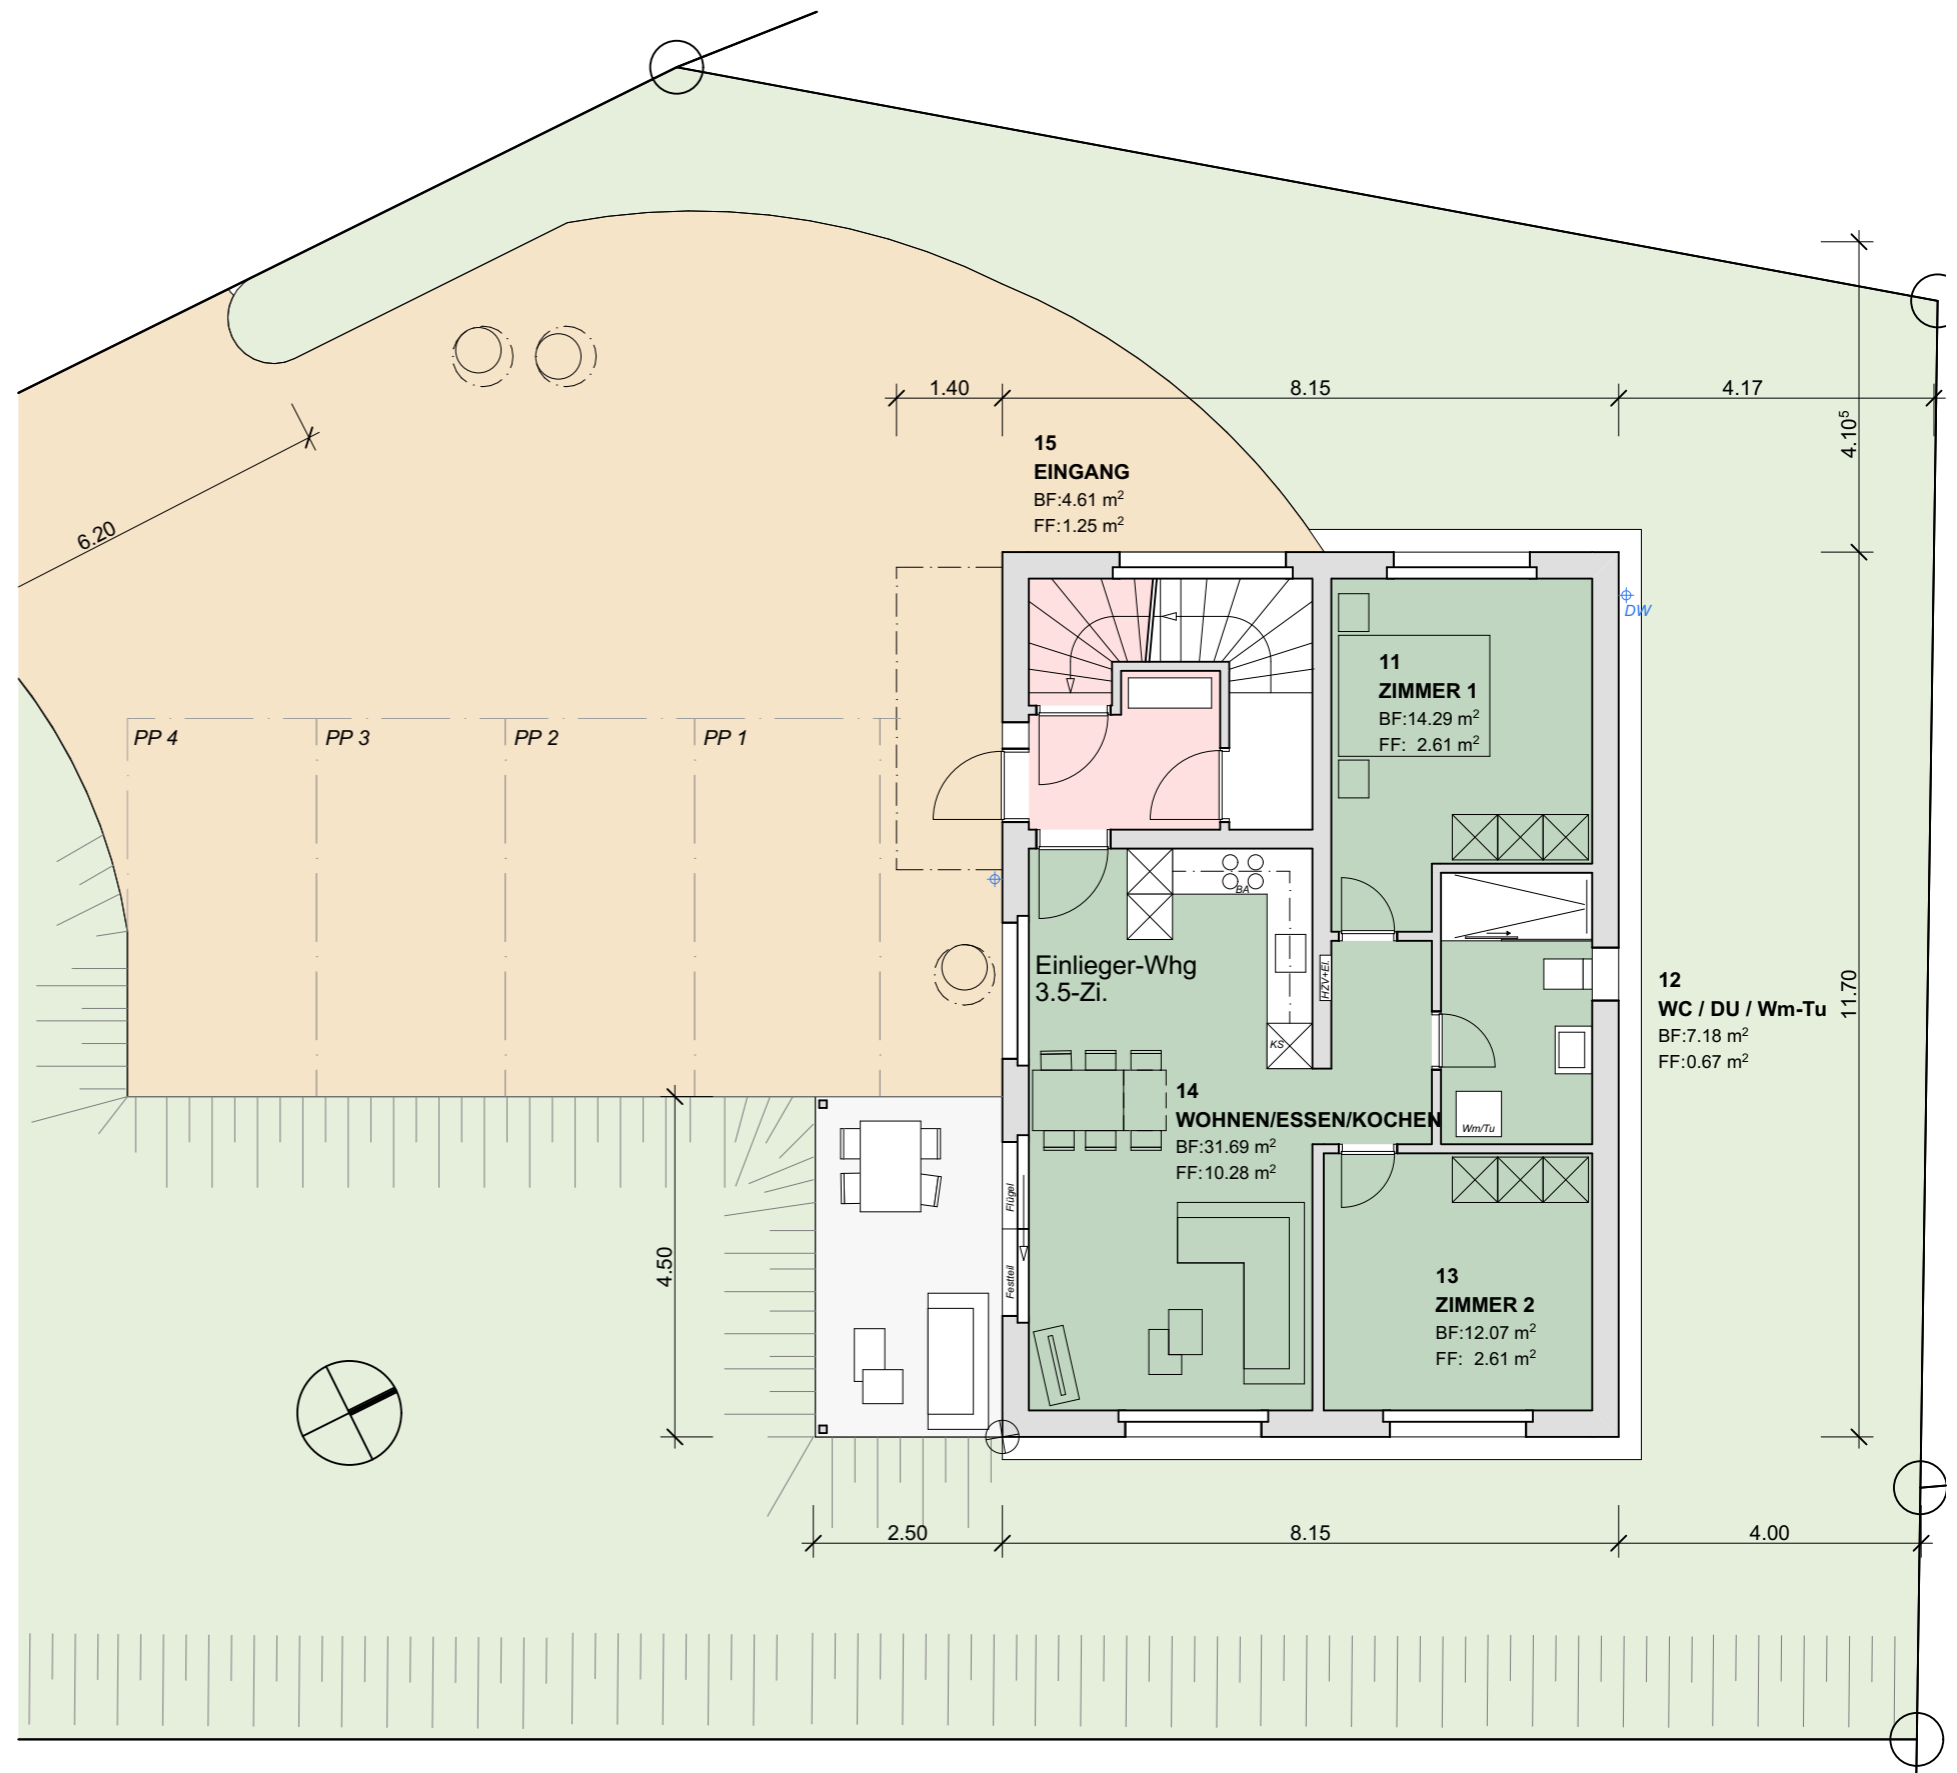 1.40
8.15
4.17
4.10⁵
15
EINGANG
BF:4.61 m²
FF:1.25 m²
6.20
DW
11
ZIMMER 1
BF:14.29 m²
FF: 2.61 m²
PP 4
PP 3
PP 2
PP 1
BA
Einlieger-Whg
3.5-Zi.
HZV+El.
12
WC / DU / Wm-Tu
BF:7.18 m²
FF:0.67 m²
11.70
KS
14
WOHNEN/ESSEN/KOCHEN
BF:31.69 m²
FF:10.28 m²
Wm/Tu
Flügel
Festteil
4.50
13
ZIMMER 2
BF:12.07 m²
FF: 2.61 m²
2.50
8.15
4.00